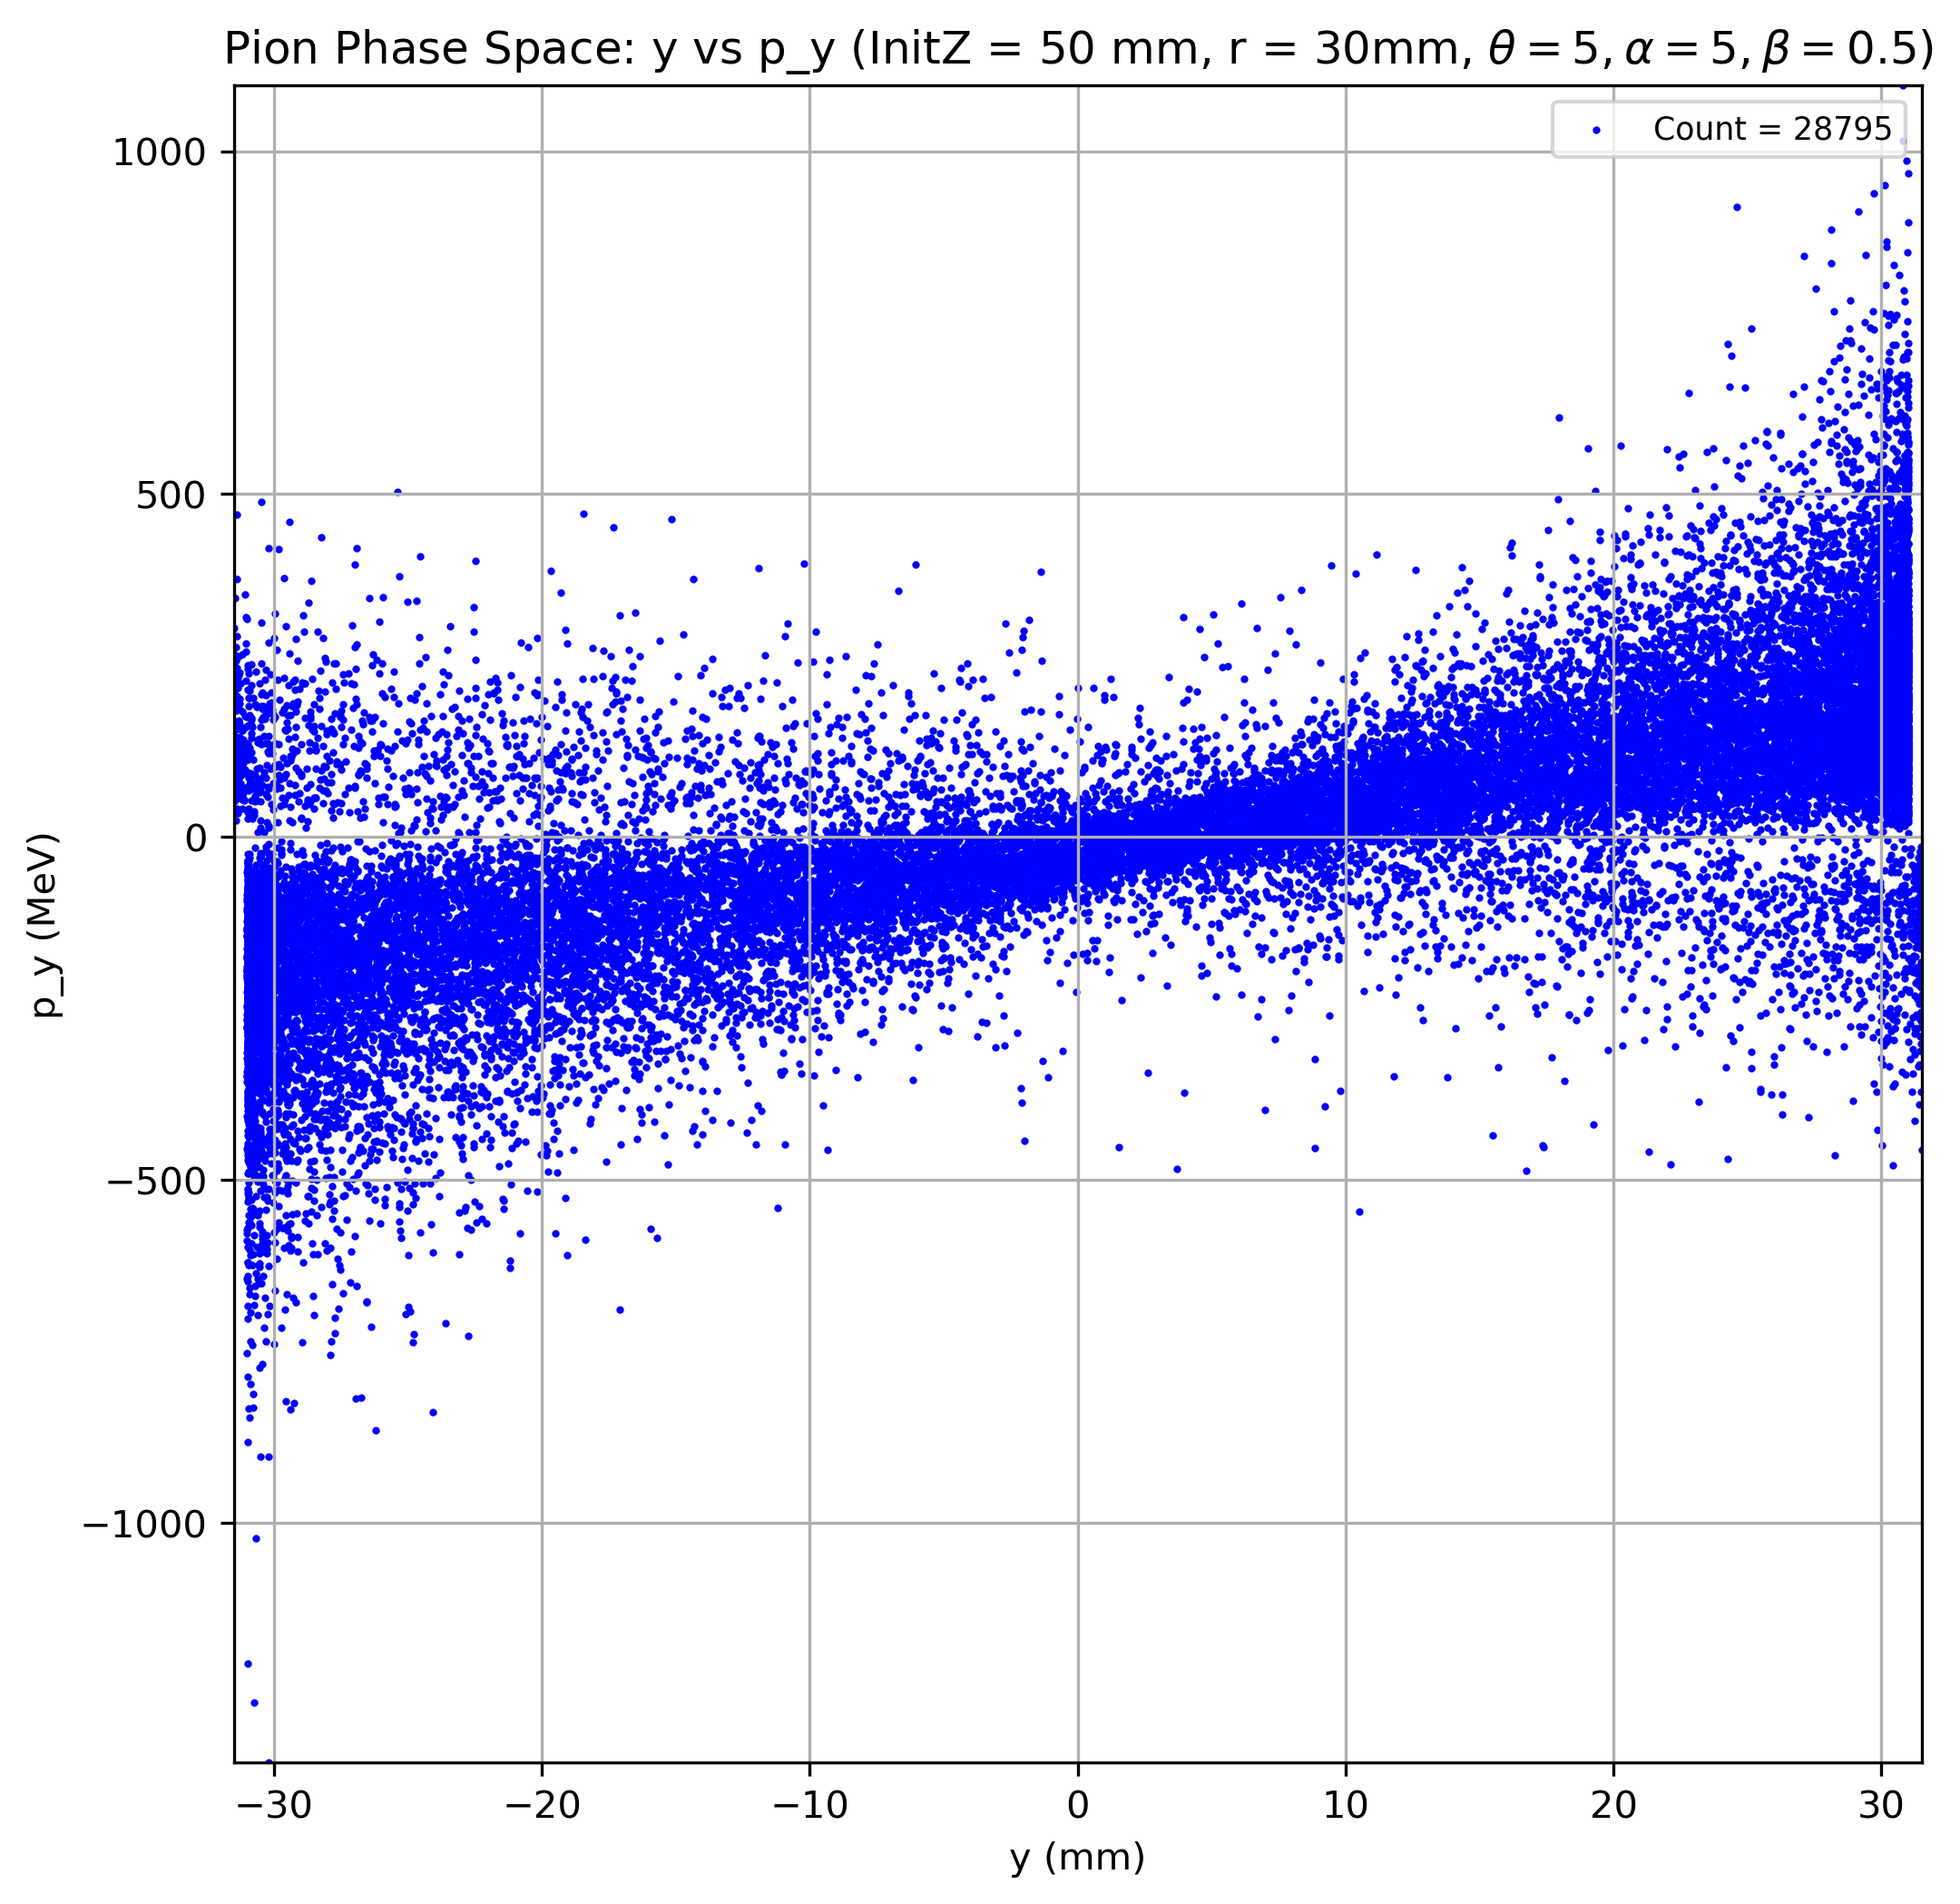 Pion Phase Space: y vs p_y (InitZ = 50 mm, r = 30mm, θ = 5, α = 5, β = 0.5)
Count = 28795
1000
500
0
−500
−1000
p_y (MeV)
−30 −20 −10 0 10 20 30
y (mm)